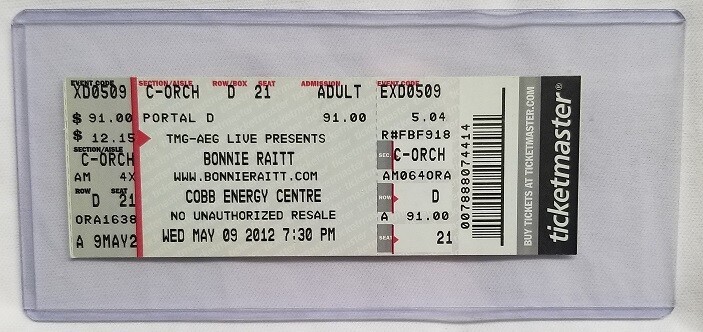 EVENT CODE SECTION/AISLE ROW/BOX SEAT ADMISSION EVENT CODE
XD0509 C-ORCH D 21 ADULT EXD0509
$ 91.00 PORTAL D 91.00 5.04
$ 12.15 TMG-AEG LIVE PRESENTS R#FBF918
SECTION/AISLE
C-ORCH BONNIE RAITT SEC. C-ORCH
AM 4X WWW.BONNIERAITT.COM AM064ORA
ROW SEAT
D 21 COBB ENERGY CENTRE ROW D
ORA1638 NO UNAUTHORIZED RESALE A 91.00
A 9MAY2 WED MAY 09 2012 7:30 PM SEAT 21
007888074414
BUY TICKETS AT TICKETMASTER.COM
ticketmaster®